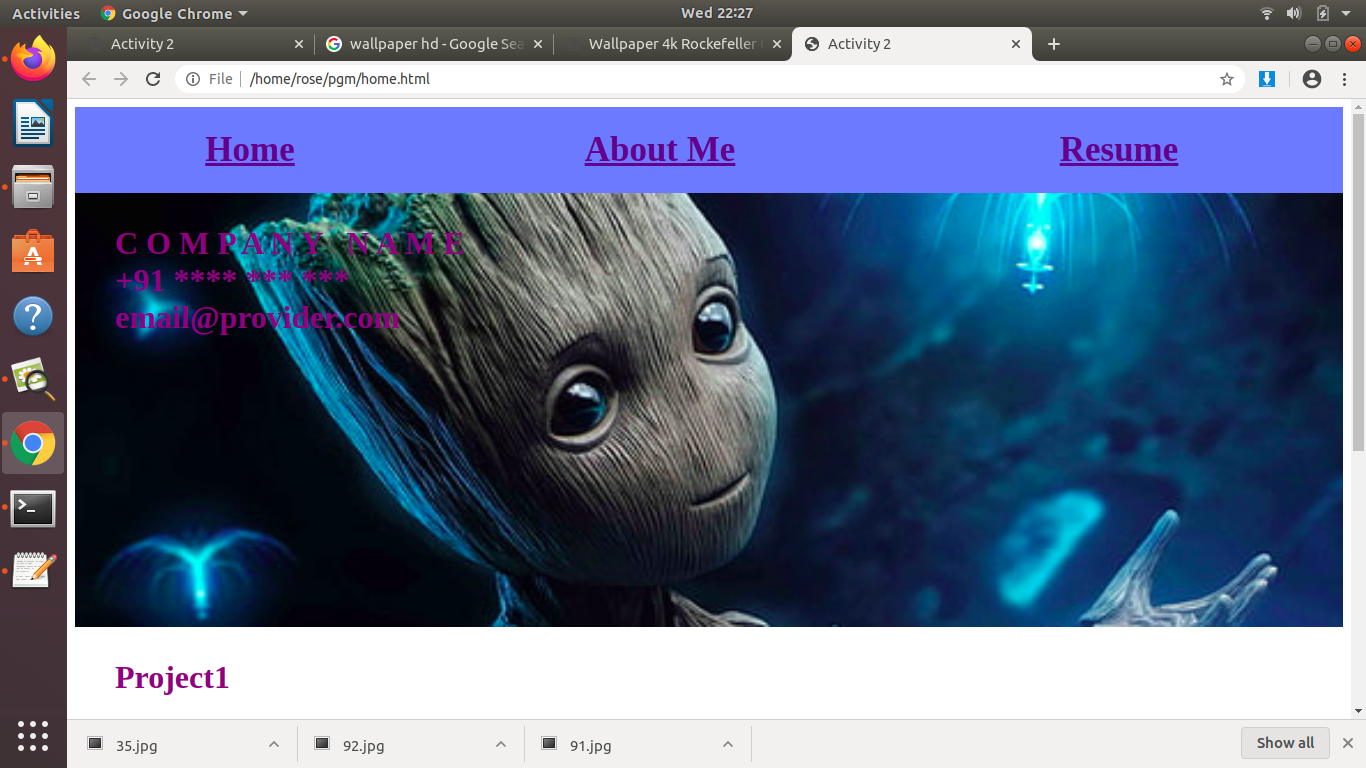 Activities Google Chrome Wed 22:27
Activity 2 wallpaper hd - Google Sea Wallpaper 4k Rockefeller Activity 2
File /home/rose/pgm/home.html
Home About Me Resume
C O M P A N Y N A M E
+91 **** *** ***
email@provider.com
Project1
35.jpg 92.jpg 91.jpg Show all